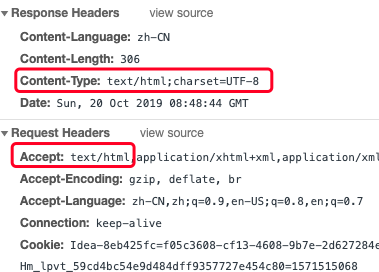 Response Headers view source
Content-Language: zh-CN
Content-Length: 306
Content-Type: text/html;charset=UTF-8
Date: Sun, 20 Oct 2019 08:48:44 GMT
Request Headers view source
Accept: text/html,application/xhtml+xml,application/xml
Accept-Encoding: gzip, deflate, br
Accept-Language: zh-CN,zh;q=0.9,en-US;q=0.8,en;q=0.7
Connection: keep-alive
Cookie: Idea-8eb425fc=f05c3608-cf13-4608-9b7e-2d627284e
Hm_lpvt_59cd4bc54e9d484dff9357727e454c80=1571515068